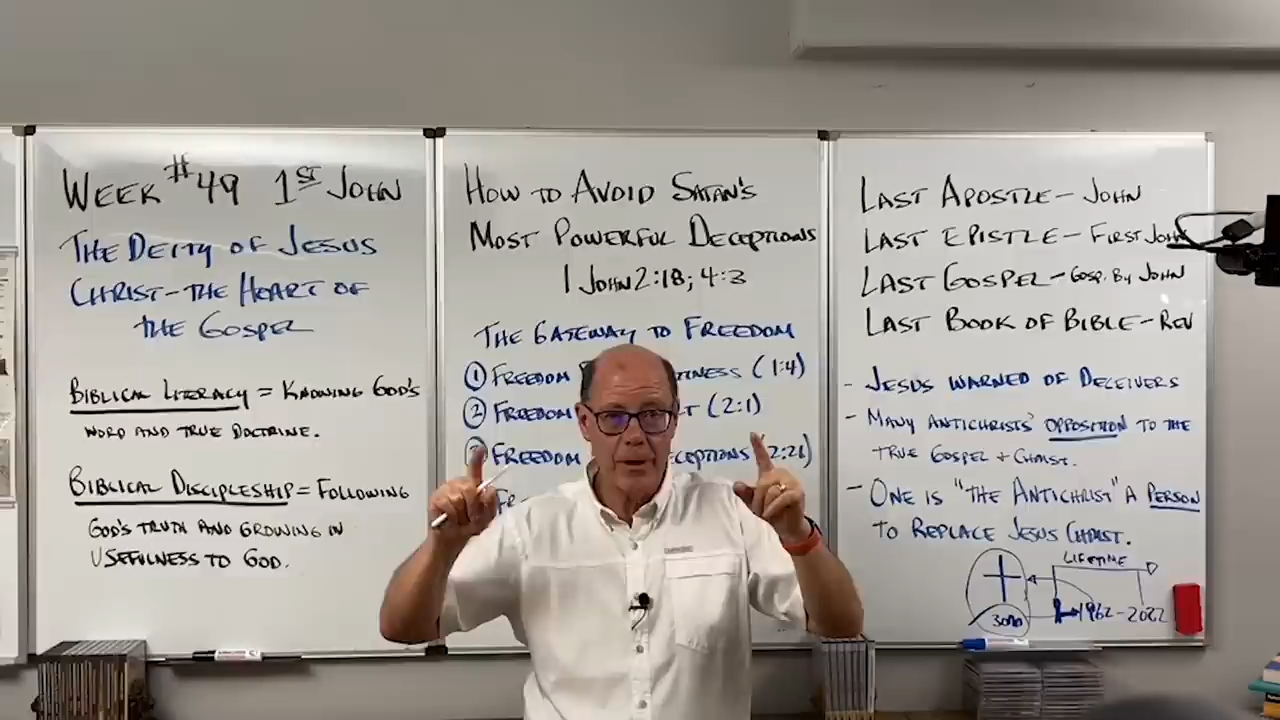 WEEK #49 1ST JOHN
THE DEITY OF JESUS
CHRIST-THE HEART OF
THE GOSPEL
BIBLICAL LITERACY = KNOWING GOD'S
WORD AND TRUE DOCTRINE.
BIBLICAL DISCIPLESHIP = FOLLOWING
GOD'S TRUTH AND GROWING IN
USEFULNESS TO GOD.
HOW TO AVOID SATAN'S
MOST POWERFUL DECEPTIONS
1 JOHN 2:18; 4:3
THE GATEWAY TO FREEDOM
① FREEDOM TINESS (1:4)
② FREEDOM T (2:1)
FREEDOM CEPTIONS 2:26)
FR
LAST APOSTLE- JOHN
LAST EPISTLE- FIRST JOHN
LAST GOSPEL-GOSP. BY JOHN
LAST BOOK OF BIBLE-REV
- JESUS WARNED OF DECEIVERS
- MANY ANTICHRISTS' OPPOSITION TO THE
TRUE GOSPEL + CHRIST.
- ONE IS "THE ANTICHRIST" A PERSON
TO REPLACE JESUS CHRIST.
LIFETIME
1962-2022